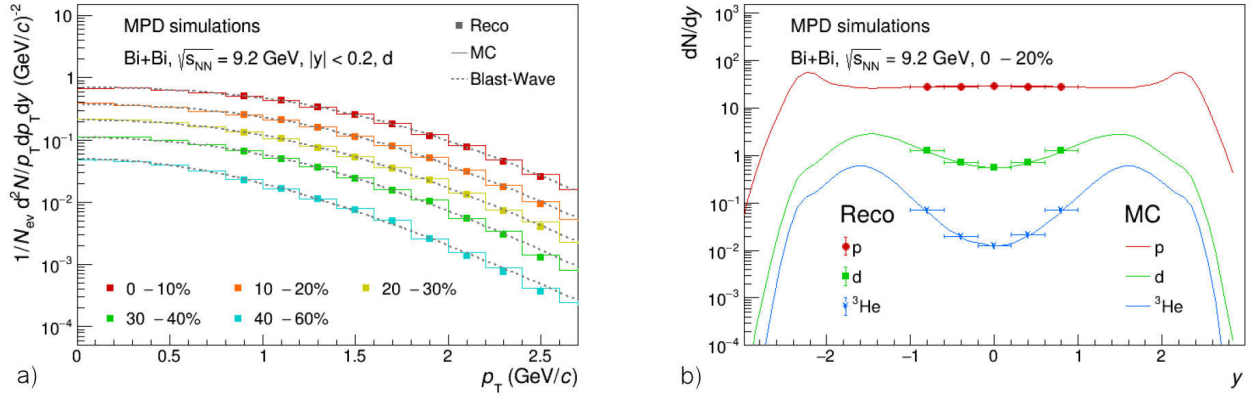 MPD simulations
Bi+Bi, √sNN = 9.2 GeV, |y| < 0.2, d
Reco
MC
Blast-Wave
1/Nev d²N/pTdpTdy (GeV/c)⁻²
10
1
10⁻¹
10⁻²
10⁻³
10⁻⁴
0 −10%
10 −20%
20 −30%
30 −40%
40 −60%
0 0.5 1 1.5 2 2.5
pT (GeV/c)
a)
MPD simulations
Bi+Bi, √sNN = 9.2 GeV, 0 −20%
dN/dy
10³
10²
10
1
10⁻¹
10⁻²
10⁻³
10⁻⁴
Reco
p
d
³He
MC
p
d
³He
−2 −1 0 1 2
y
b)